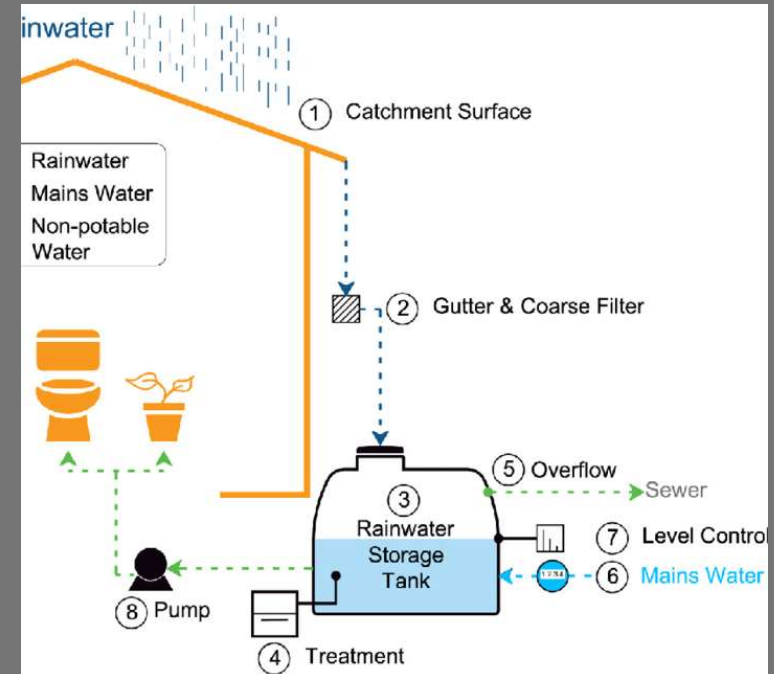 inwater
1 Catchment Surface
Rainwater
Mains Water
Non-potable
Water
2 Gutter & Coarse Filter
5 Overflow
Sewer
3
Rainwater
Storage
Tank
7 Level Control
6 Mains Water
8 Pump
4 Treatment